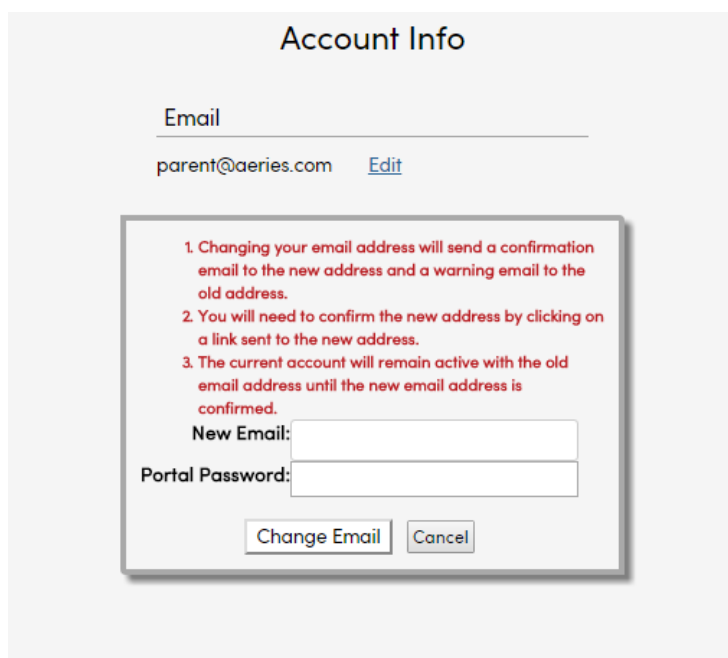 Account Info
Email
parent@aeries.com Edit
1. Changing your email address will send a confirmation
email to the new address and a warning email to the
old address.
2. You will need to confirm the new address by clicking on
a link sent to the new address.
3. The current account will remain active with the old
email address until the new email address is
confirmed.
New Email:
Portal Password:
Change Email Cancel